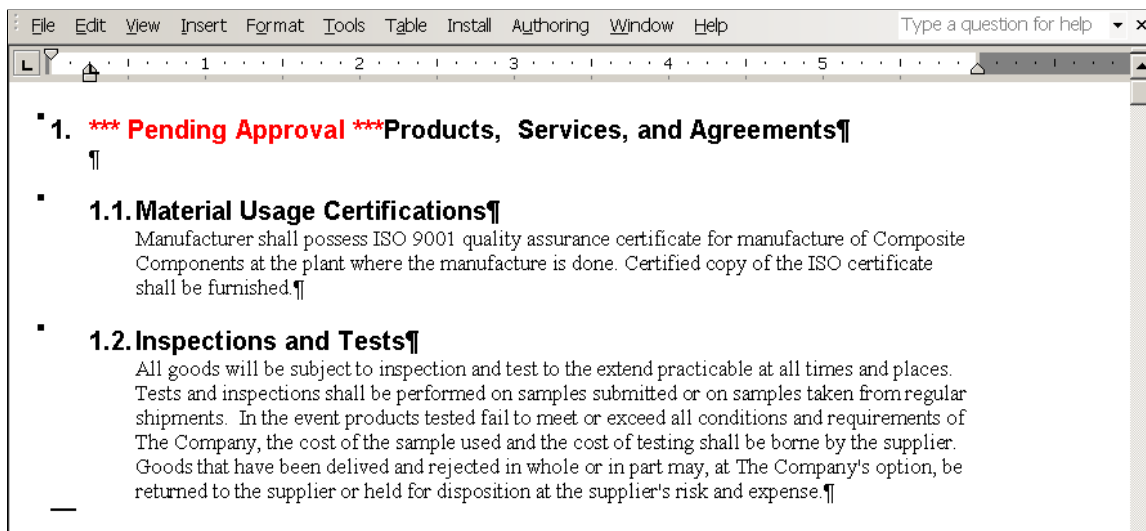 File Edit View Insert Format Tools Table Install Authoring Window Help Type a question for help
L 1 2 3 4 5
1. *** Pending Approval ***Products,  Services, and Agreements¶
¶
1.1. Material Usage Certifications¶
Manufacturer shall possess ISO 9001 quality assurance certificate for manufacture of Composite
Components at the plant where the manufacture is done. Certified copy of the ISO certificate
shall be furnished.¶
1.2. Inspections and Tests¶
All goods will be subject to inspection and test to the extend practicable at all times and places.
Tests and inspections shall be performed on samples submitted or on samples taken from regular
shipments.  In the event products tested fail to meet or exceed all conditions and requirements of
The Company, the cost of the sample used and the cost of testing shall be borne by the supplier.
Goods that have been delived and rejected in whole or in part may, at The Company's option, be
returned to the supplier or held for disposition at the supplier's risk and expense.¶